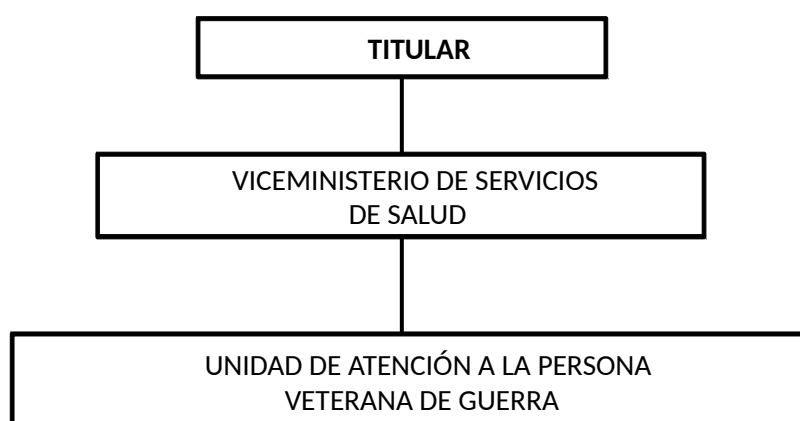 TITULAR
VICEMINISTERIO DE SERVICIOS
DE SALUD
UNIDAD DE ATENCIÓN A LA PERSONA
VETERANA DE GUERRA